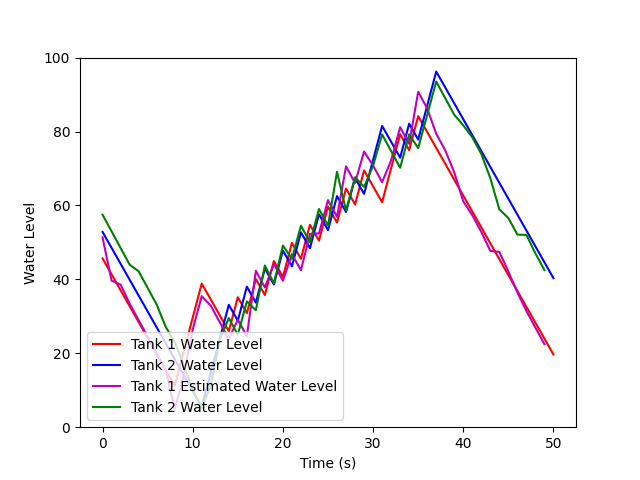 100
80
60
40
20
0
Water Level
Tank 1 Water Level
Tank 2 Water Level
Tank 1 Estimated Water Level
Tank 2 Water Level
0 10 20 30 40 50
Time (s)